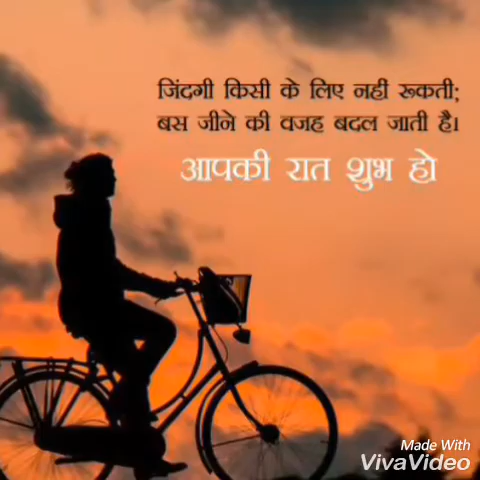 जिंदगी किसी के लिए नहीं रूकती;
बस जीने की वजह बदल जाती है।
आपकी रात शुभ हो
Made With
VivaVideo